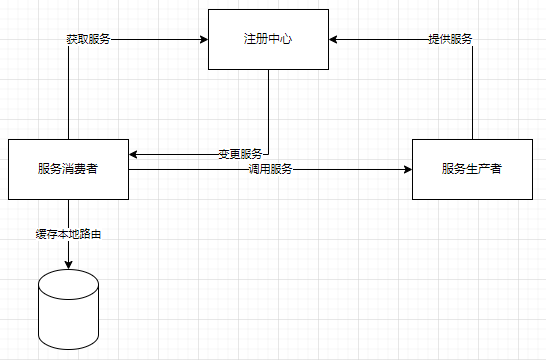 获取服务
注册中心
提供服务
变更服务
服务消费者
调用服务
服务生产者
缓存本地路由